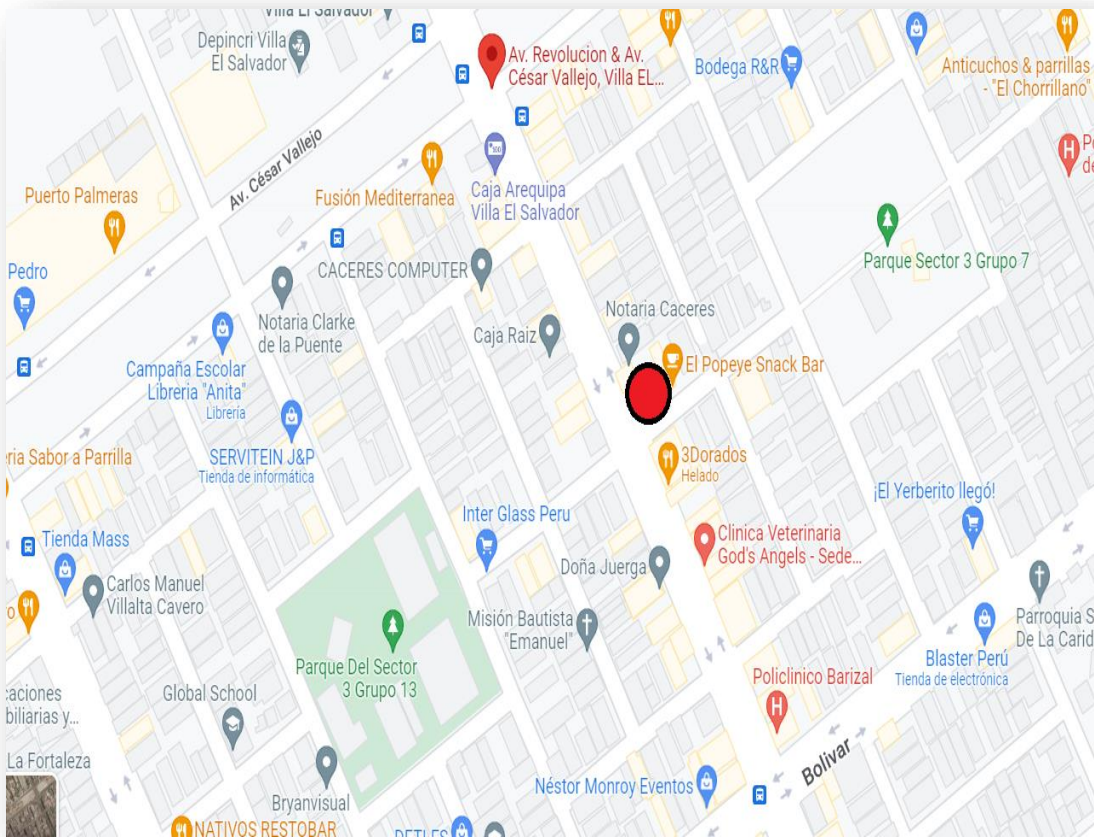 Villa El Salvador
Depincri Villa
El Salvador
Av. Revolucion & Av.
César Vallejo, Villa EL...
Bodega R&R
Anticuchos & parrillas
- "El Chorrillano"
Av. César Vallejo
Puerto Palmeras
Fusión Mediterranea
Caja Arequipa
Villa El Salvador
Parque Sector 3 Grupo 7
Pedro
CACERES COMPUTER
Notaria Clarke
de la Puente
Caja Raiz
Notaria Caceres
Campaña Escolar
Libreria "Anita"
Librería
El Popeye Snack Bar
ria Sabor a Parrilla
SERVITEIN J&P
Tienda de informática
3Dorados
Helado
¡El Yerberito llegó!
Tienda Mass
Inter Glass Peru
Clinica Veterinaria
God's Angels - Sede...
Doña Juerga
Carlos Manuel
Villalta Cavero
Misión Bautista
"Emanuel"
Parroquia S
De La Carid
Parque Del Sector
3 Grupo 13
Blaster Perú
Tienda de electrónica
Global School
Policlinico Barizal
caciones
biliarias y...
La Fortaleza
Bolivar
Néstor Monroy Eventos
Bryanvisual
NATIVOS RESTOBAR